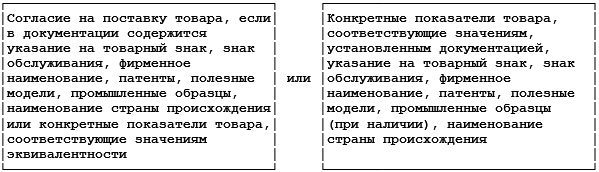 Согласие на поставку товара, если
в документации содержится
указание на товарный знак, знак
обслуживания, фирменное
наименование, патенты, полезные
модели, промышленные образцы,
наименование страны происхождения
или конкретные показатели товара,
соответствующие значениям
эквивалентности
или
Конкретные показатели товара,
соответствующие значениям,
установленным документацией,
указание на товарный знак, знак
обслуживания, фирменное
наименование, патенты, полезные
модели, промышленные образцы
(при наличии), наименование
страны происхождения